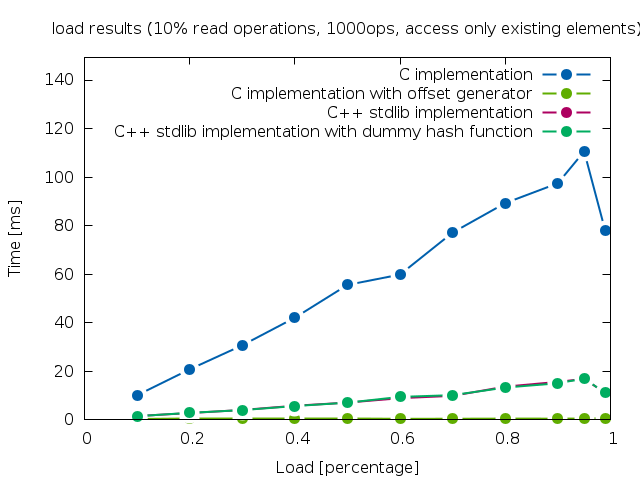 load results (10% read operations, 1000ops, access only existing elements)
C implementation
C implementation with offset generator
C++ stdlib implementation
C++ stdlib implementation with dummy hash function
140
120
100
80
60
40
20
0
Time [ms]
0 0.2 0.4 0.6 0.8 1
Load [percentage]